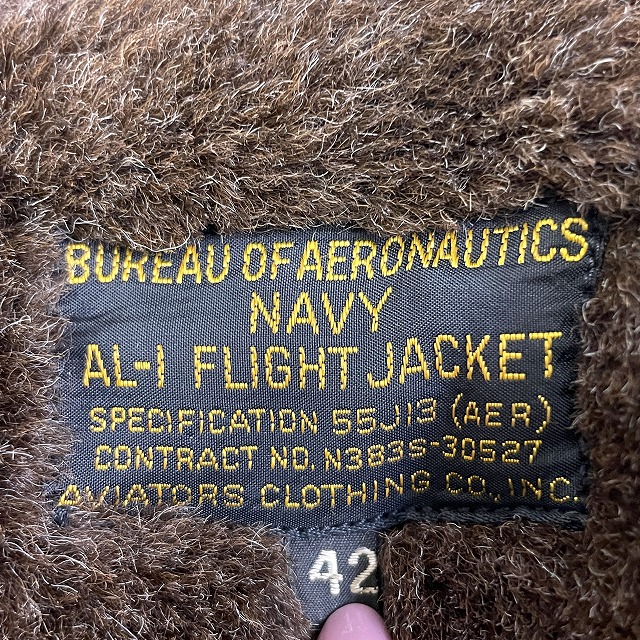 BUREAU OF AERONAUTICS
NAVY
AL-1 FLIGHT JACKET
SPECIFICATION 55J13 (AER)
CONTRACT NO. N383S-30527
AVIATORS CLOTHING CO., INC.
42